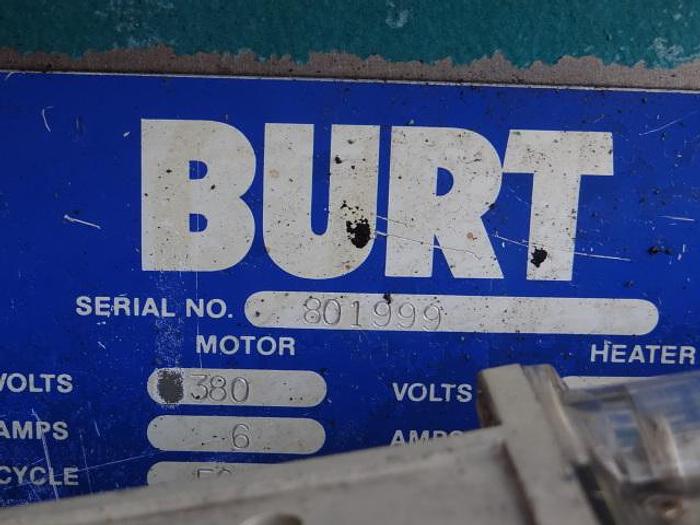 BURT
SERIAL NO. 801999
MOTOR HEATER
VOLTS 380 VOLTS
AMPS 6
CYCLE